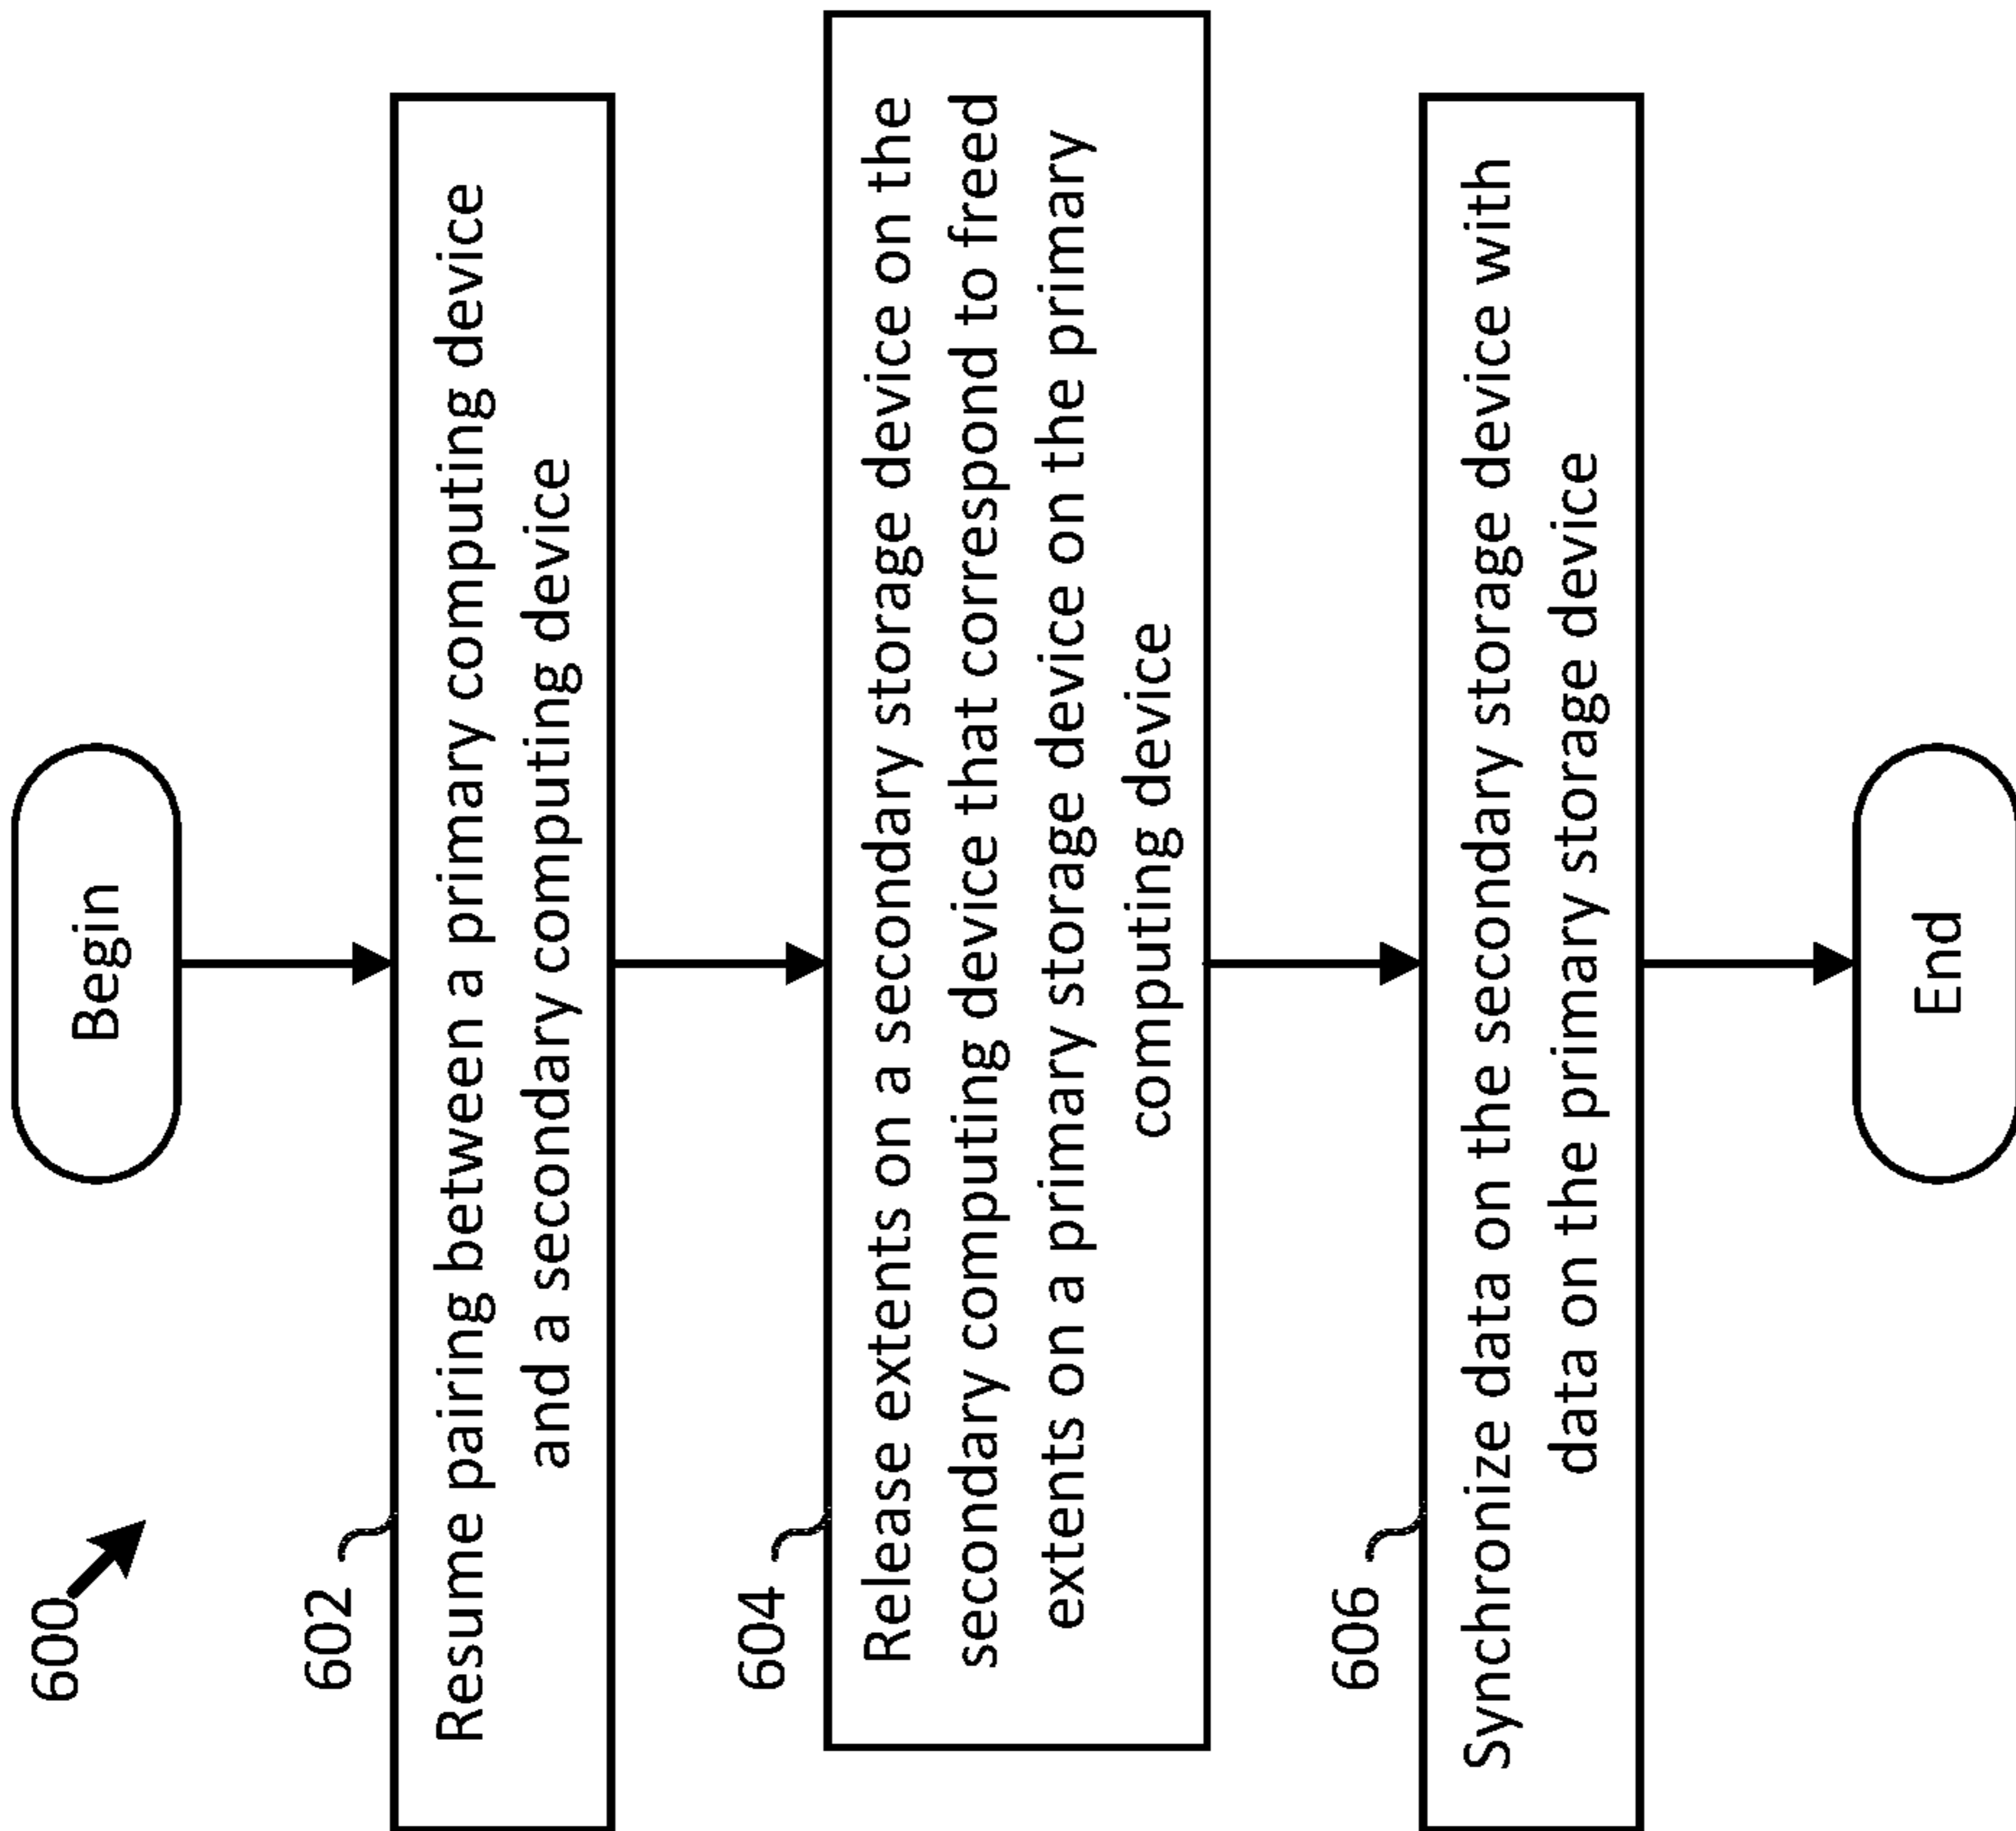 600
Begin
602
Resume pairing between a primary computing device
and a secondary computing device
604
Release extents on a secondary storage device on the
secondary computing device that correspond to freed
extents on a primary storage device on the primary
computing device
606
Synchronize data on the secondary storage device with
data on the primary storage device
End